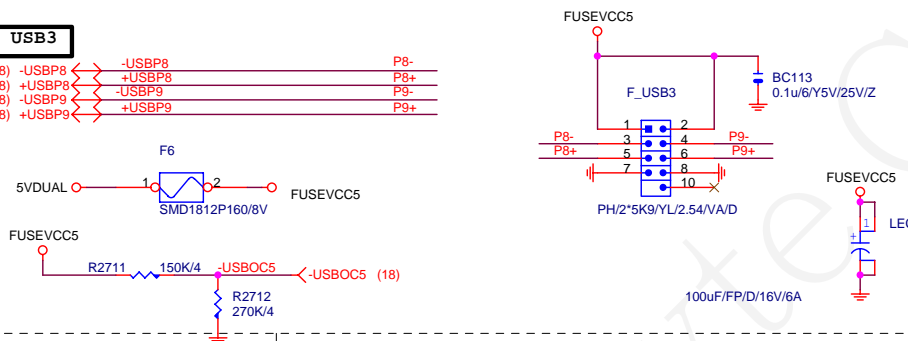 FUSEVCC5
USB3
8) -USBP8 -USBP8 P8-
8) +USBP8 +USBP8 P8+
8) -USBP9 -USBP9 P9-
8) +USBP9 +USBP9 P9+
BC113
0.1u/6/Y5V/25V/Z
F_USB3
1 2
P8- 3 4 P9-
P8+ 5 6 P9+
7 8
10
PH/2*5K9/YL/2.54/VA/D
F6
5VDUAL 1 2 FUSEVCC5
SMD1812P160/8V
FUSEVCC5
1 LEC
+
100uF/FP/D/16V/6A
FUSEVCC5
R2711 150K/4 -USBOC5 -USBOC5 (18)
R2712
270K/4